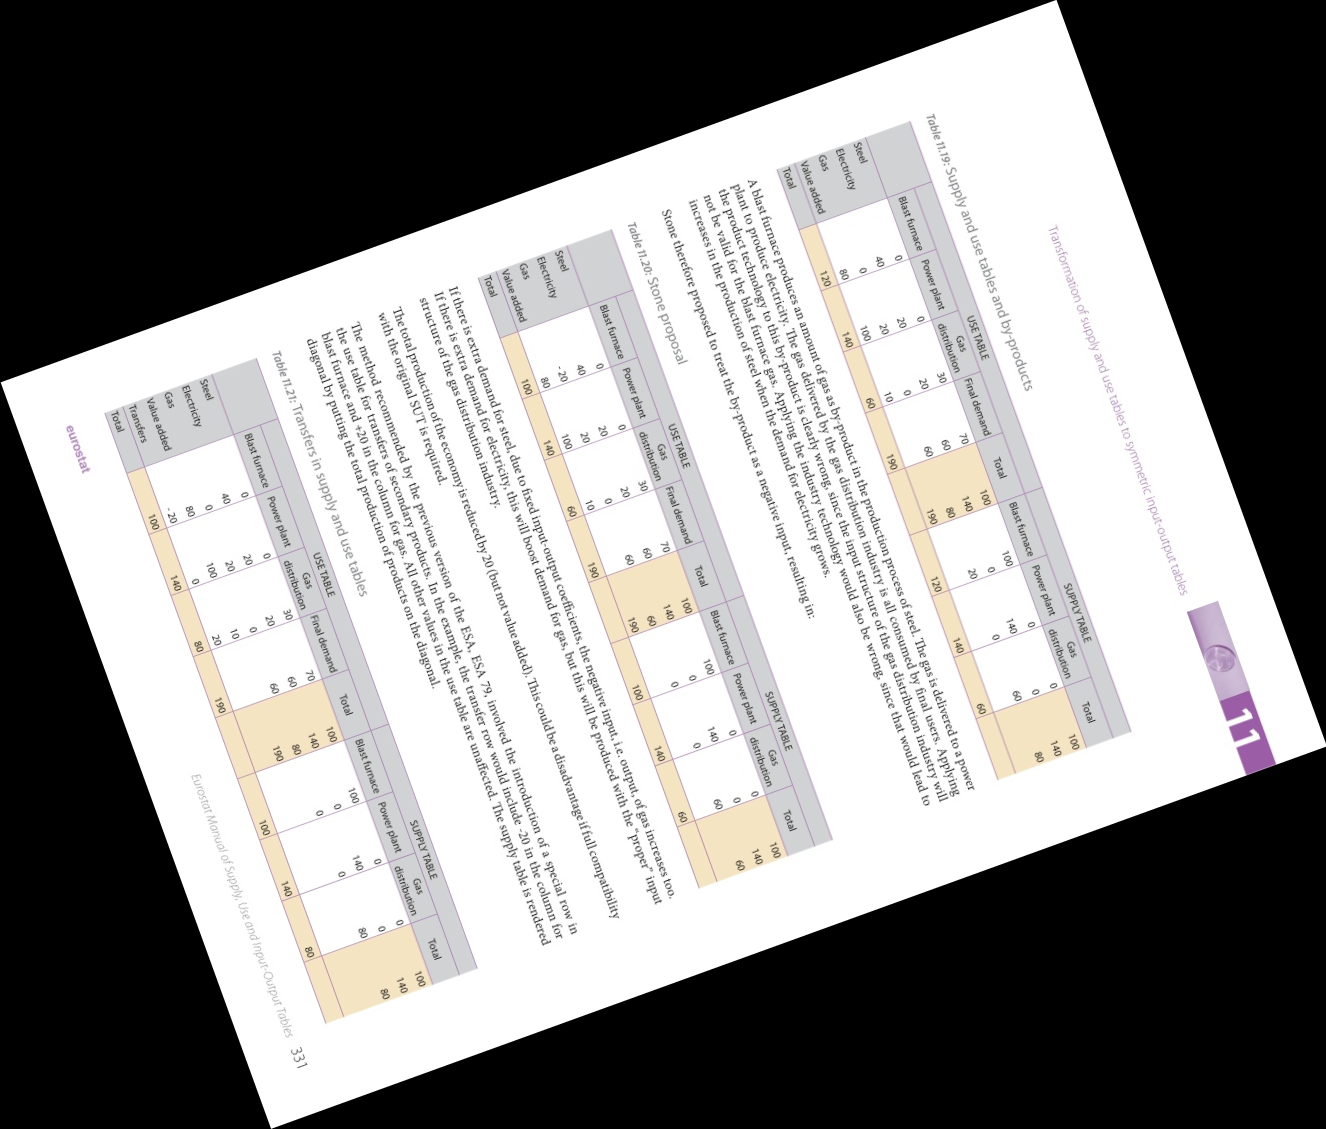 Transformation of supply and use tables to symmetric input-output tables
11
Table 11.19: Supply and use tables and by-products
USE TABLE SUPPLY TABLE
Blast furnace Power plant Gas distribution Final demand Total Blast furnace Power plant Gas distribution Total
Steel 0 0 30 70 100 100 0 0 100
Electricity 40 20 20 60 140 0 140 0 140
Gas 0 20 0 60 80 20 0 60 80
Value added 80 100 10 190
Total 120 140 60 190 120 140 60
A blast furnace produces an amount of gas as by-product in the production process of steel. The gas is delivered to a power
plant to produce electricity. The gas delivered by the gas distribution industry is all consumed by final users. Applying
the product technology to this by-product is clearly wrong, since the input structure of the gas distribution industry will
not be valid for the blast furnace gas. Applying the industry technology would also be wrong, since that would lead to
increases in the production of steel when the demand for electricity grows.
Stone therefore proposed to treat the by-product as a negative input, resulting in:
Table 11.20: Stone proposal
USE TABLE SUPPLY TABLE
Blast furnace Power plant Gas distribution Final demand Total Blast furnace Power plant Gas distribution Total
Steel 0 0 30 70 100 100 0 0 100
Electricity 40 20 20 60 140 0 140 0 140
Gas - 20 20 0 60 60 0 0 60 60
Value added 80 100 10 190
Total 100 140 60 190 100 140 60
If there is extra demand for steel, due to fixed input-output coefficients, the negative input, i.e. output, of gas increases too.
If there is extra demand for electricity, this will boost demand for gas, but this will be produced with the "proper" input
structure of the gas distribution industry.
The total production of the economy is reduced by 20 (but not value added). This could be a disadvantage if full compatibility
with the original SUT is required.
The method recommended by the previous version of the ESA, ESA 79, involved the introduction of a special row in
the use table for transfers of secondary products. In the example, the transfer row would include -20 in the column for
blast furnace and +20 in the column for gas. All other values in the use table are unaffected. The supply table is rendered
diagonal by putting the total production of products on the diagonal.
Table 11.21: Transfers in supply and use tables
USE TABLE SUPPLY TABLE
Blast furnace Power plant Gas distribution Final demand Total Blast furnace Power plant Gas distribution Total
Steel 0 0 30 70 100 100 0 0 100
Electricity 40 20 20 60 140 0 140 0 140
Gas 0 20 0 60 80 0 0 80 80
Value added 80 100 10 190
Transfers - 20 0 20
Total 100 140 80 190 100 140 80
eurostat
Eurostat Manual of Supply, Use and Input-Output Tables 331